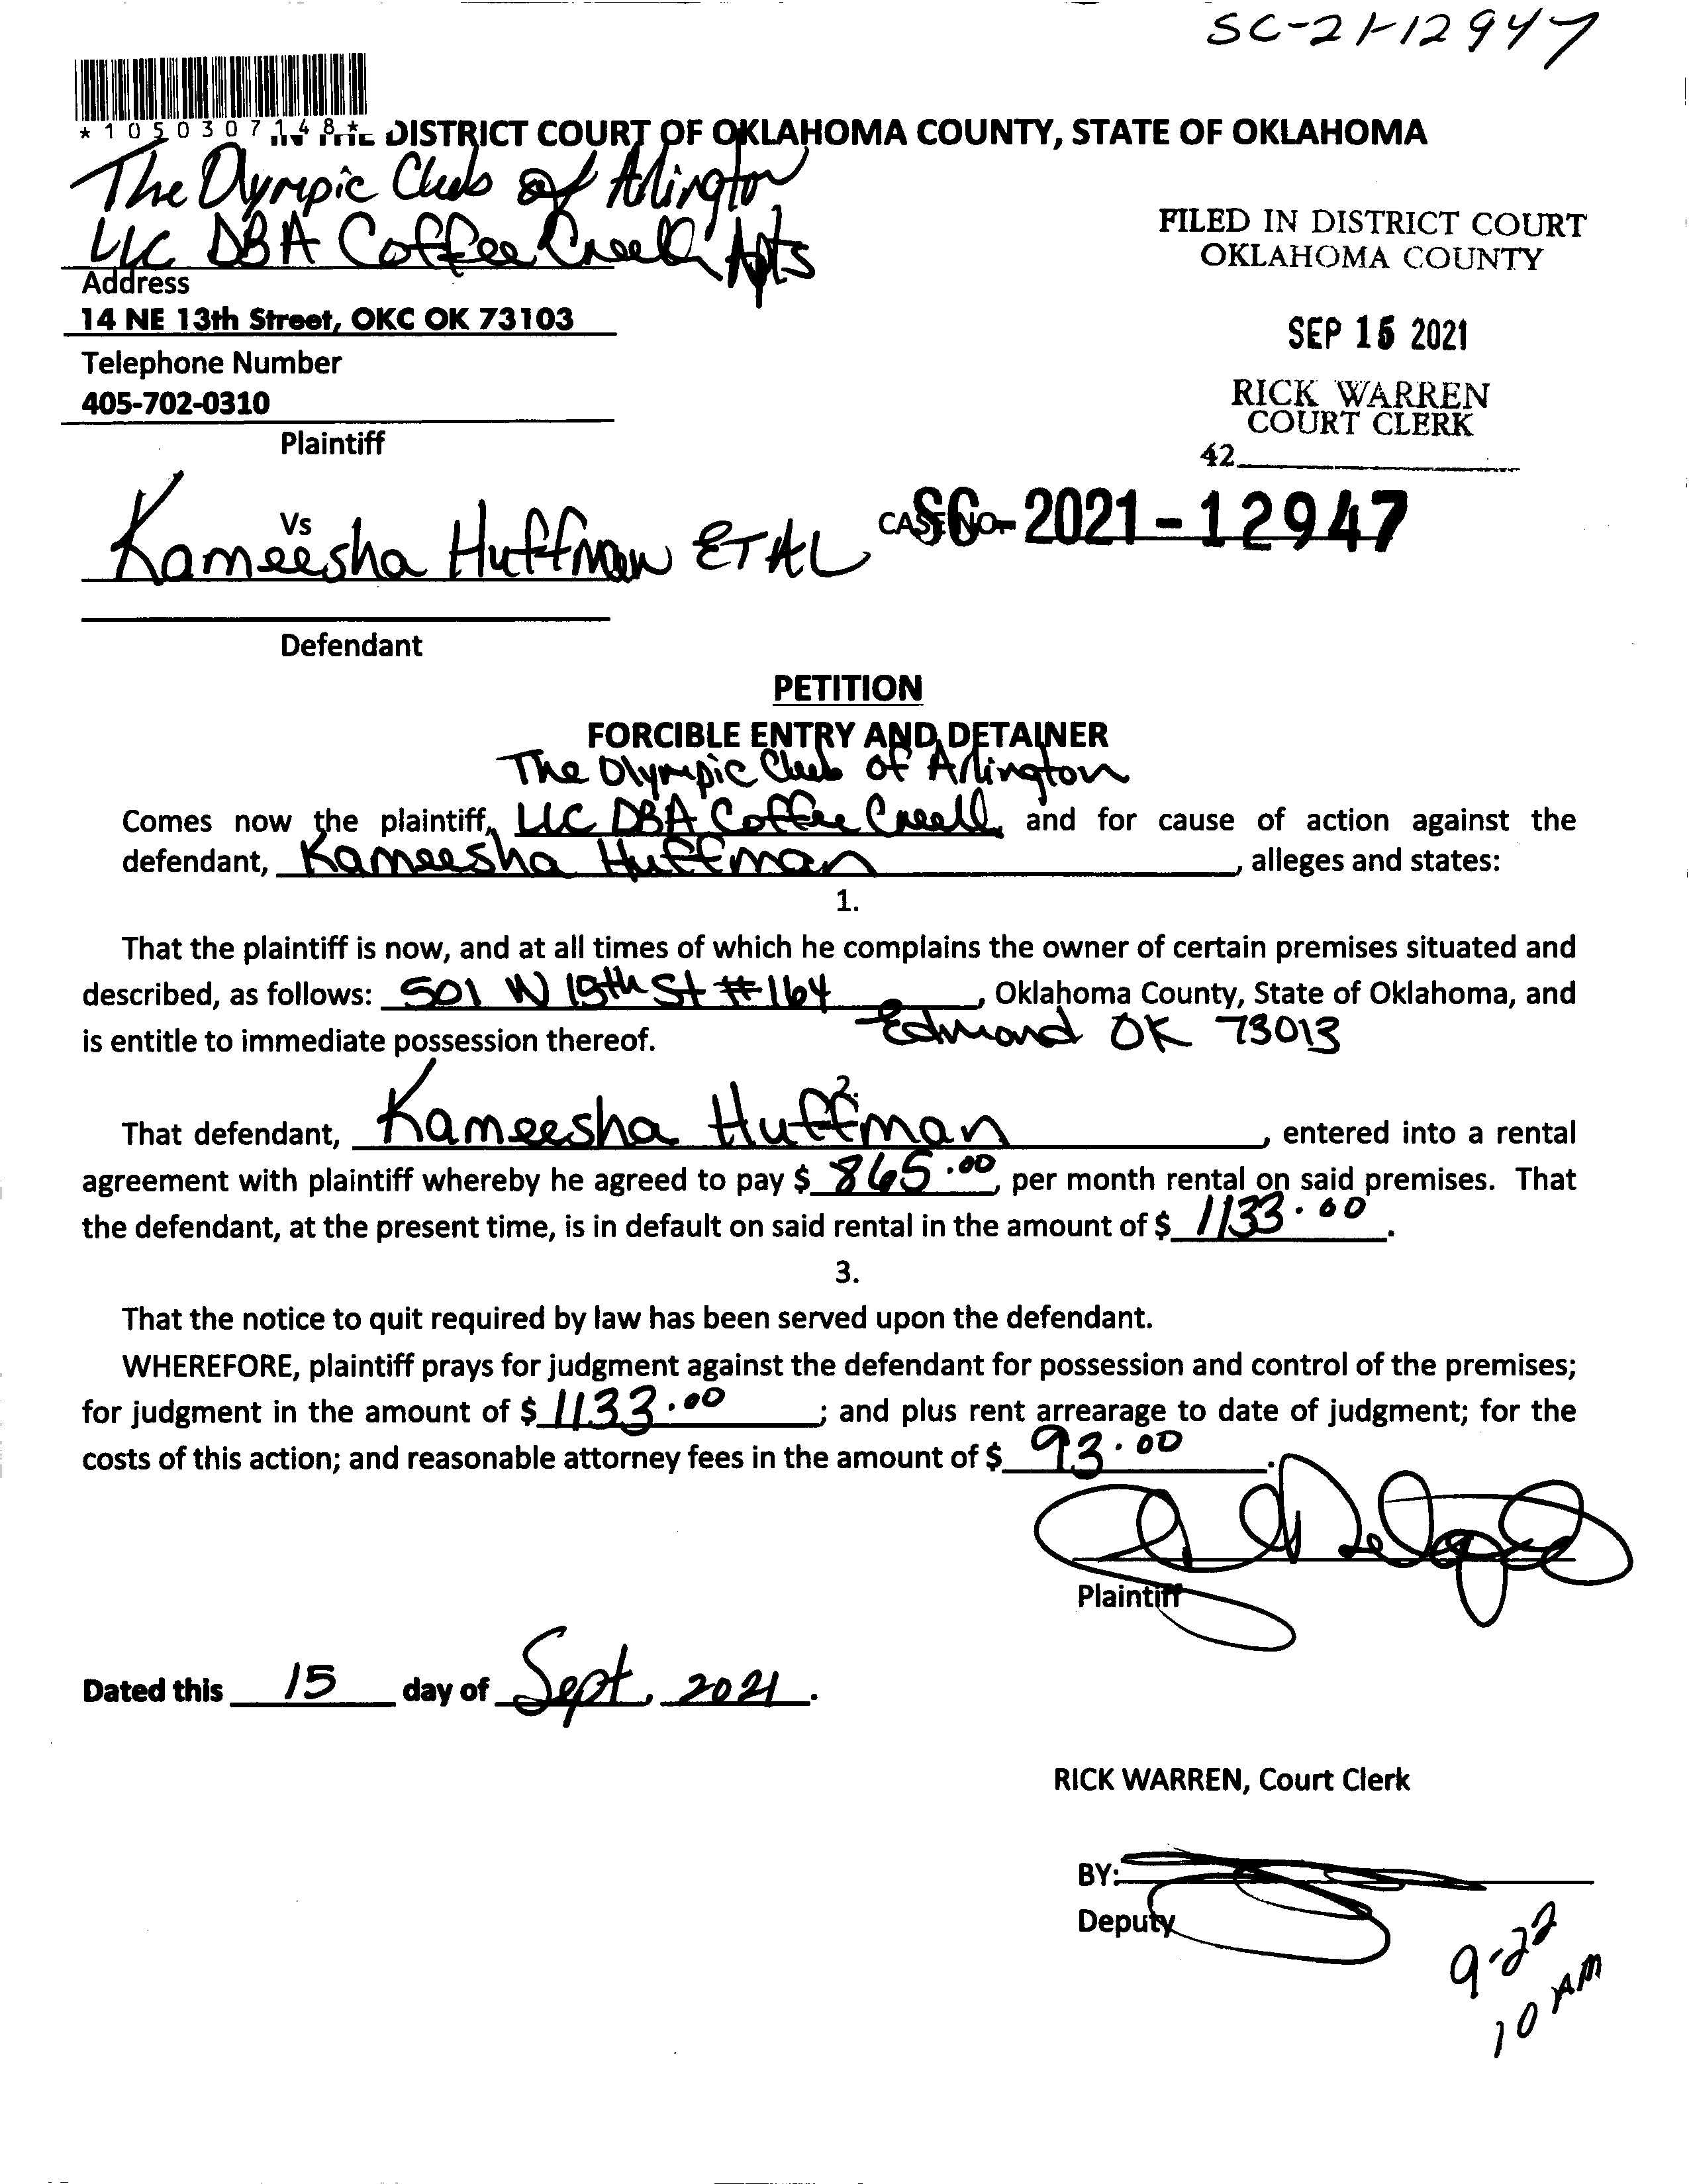 SC-21-12947
*1050307148*
IN THE DISTRICT COURT OF OKLAHOMA COUNTY, STATE OF OKLAHOMA
The Olympic Club of Arlington
LLC DBA Coffee Creek Apts
Address
14 NE 13th Street, OKC OK 73103
Telephone Number
405-702-0310
Plaintiff
FILED IN DISTRICT COURT
OKLAHOMA COUNTY
SEP 15 2021
RICK WARREN
COURT CLERK
42
Vs
Kameesha Huffman ET AL
CASE NO. SC-2021-12947
Defendant
PETITION
FORCIBLE ENTRY AND DETAINER
The Olympic Club of Arlington
Comes now the plaintiff, LLC DBA Coffee Creek, and for cause of action against the
defendant, Kameesha Huffman, alleges and states:
1.
That the plaintiff is now, and at all times of which he complains the owner of certain premises situated and
described, as follows: 501 W 15th St #164, Oklahoma County, State of Oklahoma, and
is entitle to immediate possession thereof. Edmond OK 73013
2.
That defendant, Kameesha Huffman, entered into a rental
agreement with plaintiff whereby he agreed to pay $ 865.00, per month rental on said premises. That
the defendant, at the present time, is in default on said rental in the amount of $ 1133.00.
3.
That the notice to quit required by law has been served upon the defendant.
WHEREFORE, plaintiff prays for judgment against the defendant for possession and control of the premises;
for judgment in the amount of $ 1133.00; and plus rent arrearage to date of judgment; for the
costs of this action; and reasonable attorney fees in the amount of $ 93.00.
Plaintiff
Dated this 15 day of Sept, 2021.
RICK WARREN, Court Clerk
BY:
Deputy
9-22
10 AM